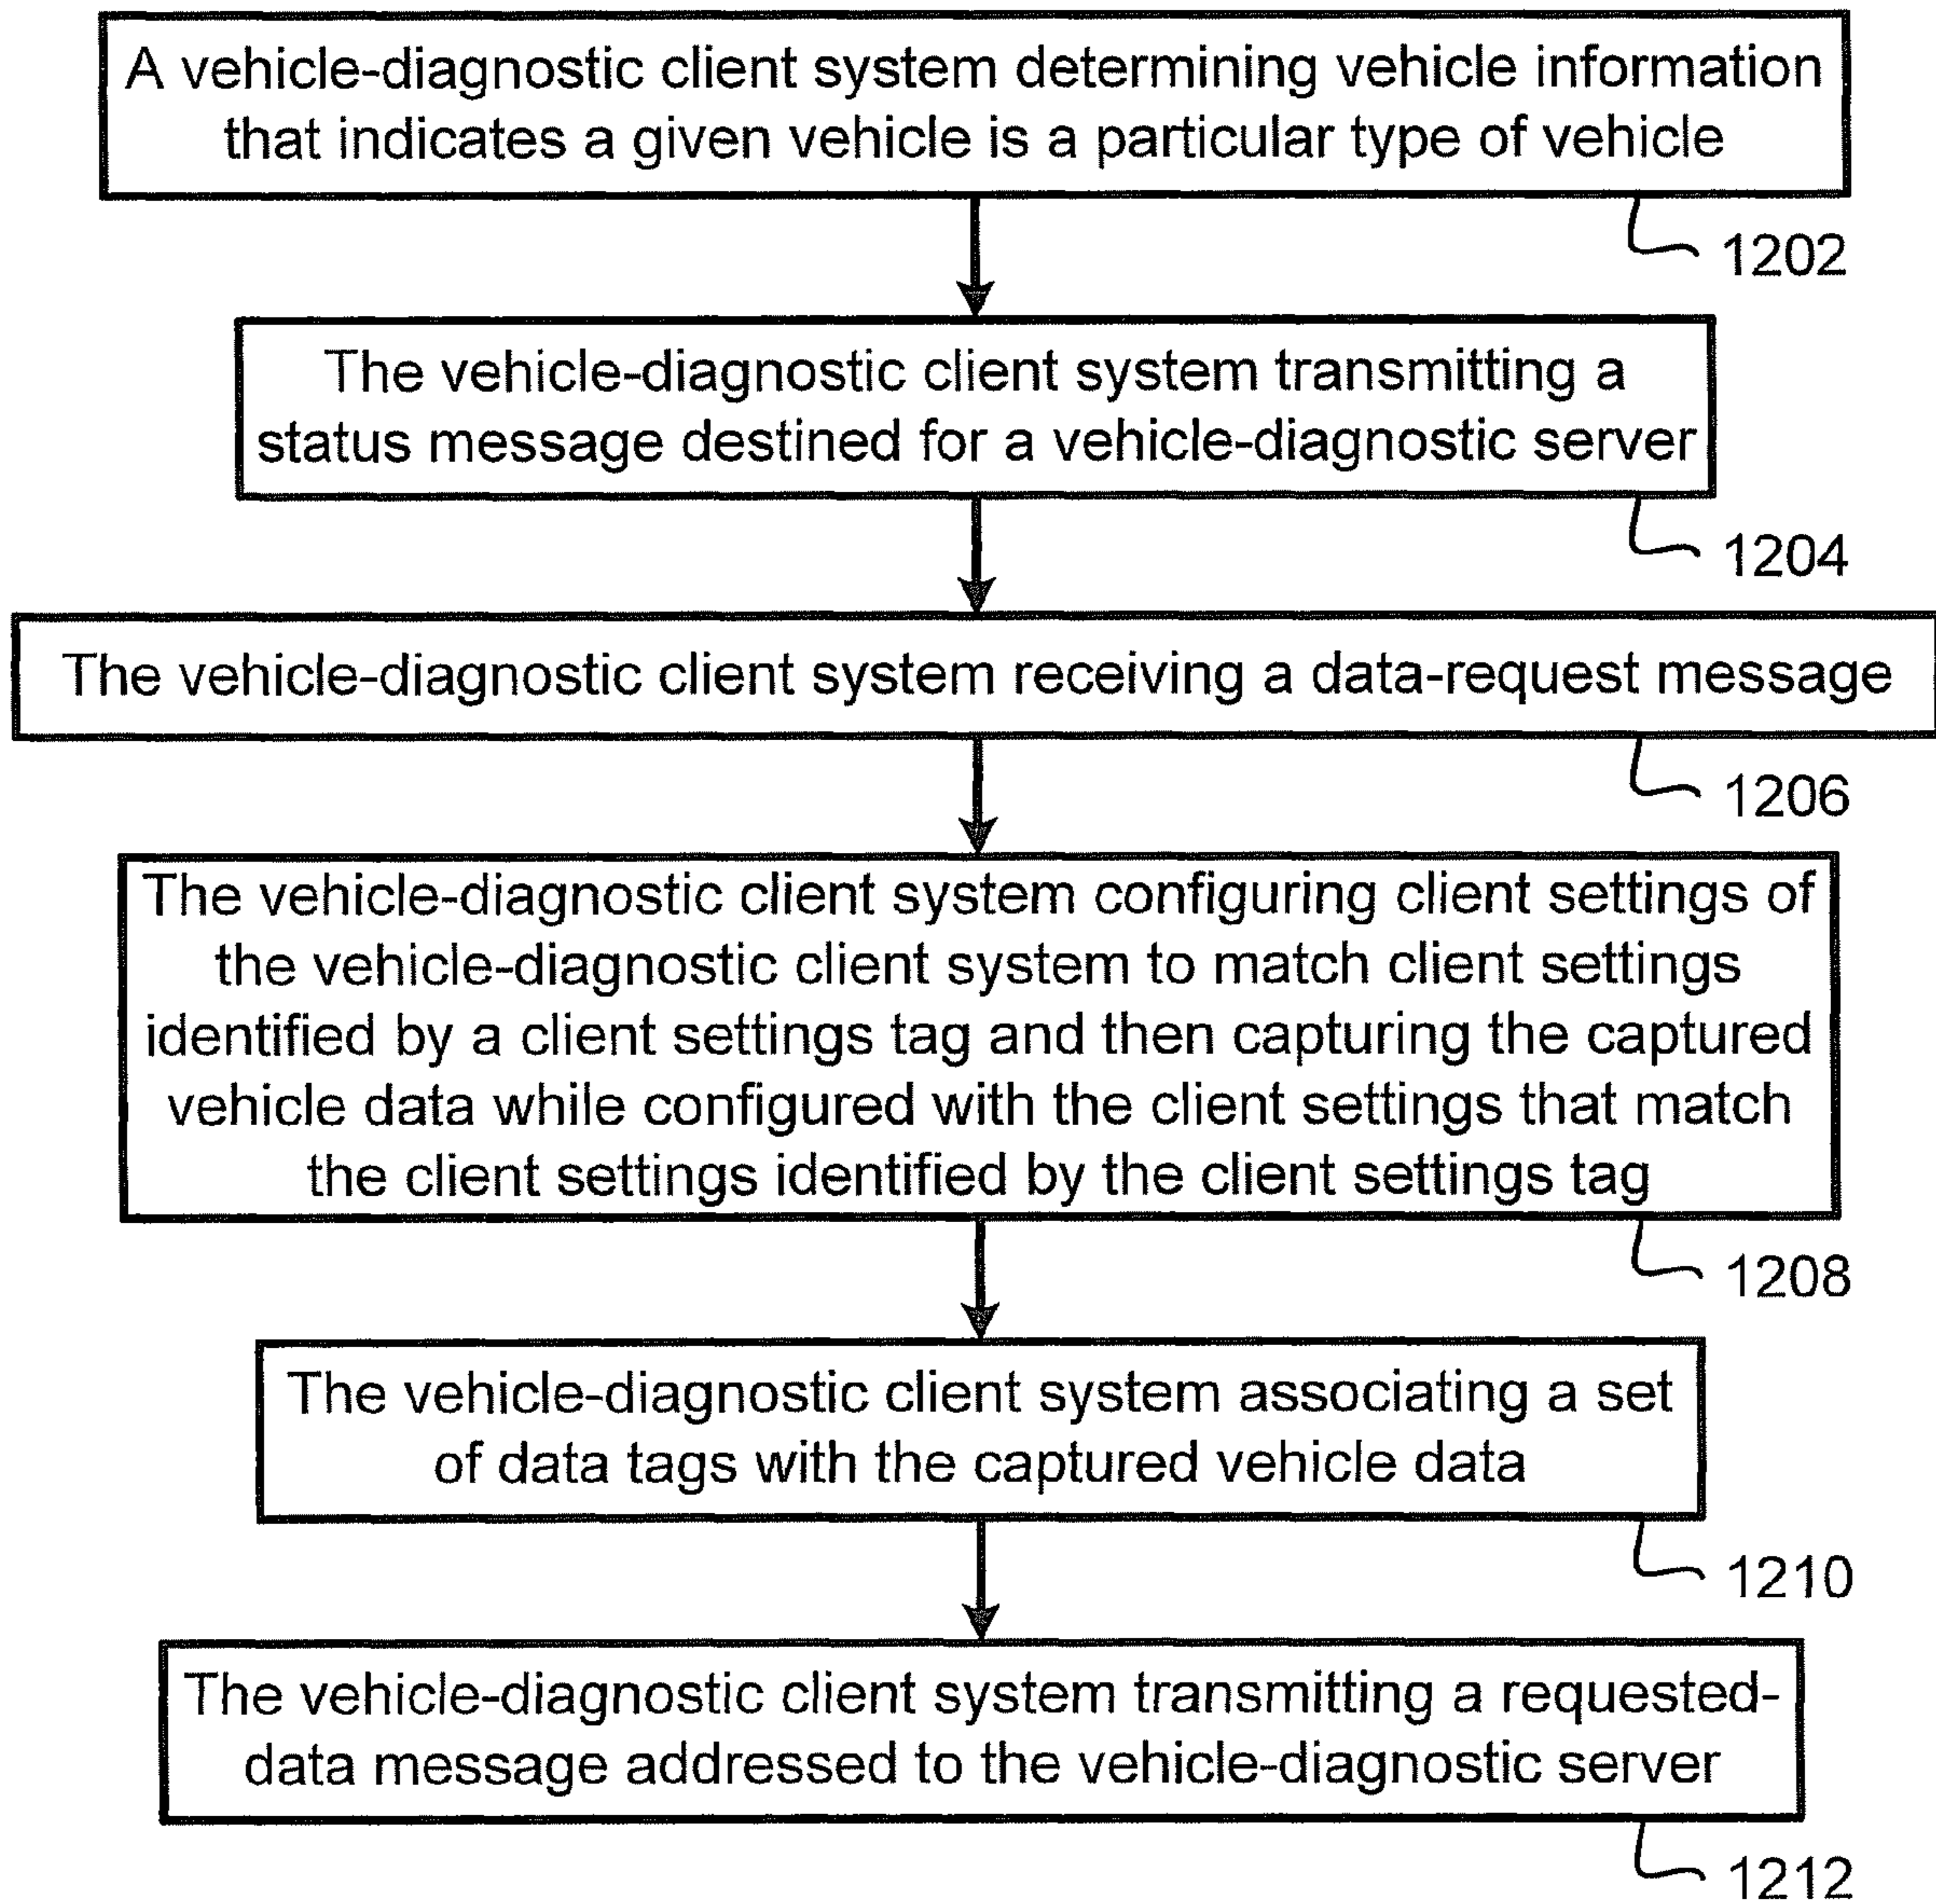 A vehicle-diagnostic client system determining vehicle information
that indicates a given vehicle is a particular type of vehicle
1202
The vehicle-diagnostic client system transmitting a
status message destined for a vehicle-diagnostic server
1204
The vehicle-diagnostic client system receiving a data-request message
1206
The vehicle-diagnostic client system configuring client settings of
the vehicle-diagnostic client system to match client settings
identified by a client settings tag and then capturing the captured
vehicle data while configured with the client settings that match
the client settings identified by the client settings tag
1208
The vehicle-diagnostic client system associating a set
of data tags with the captured vehicle data
1210
The vehicle-diagnostic client system transmitting a requested-
data message addressed to the vehicle-diagnostic server
1212